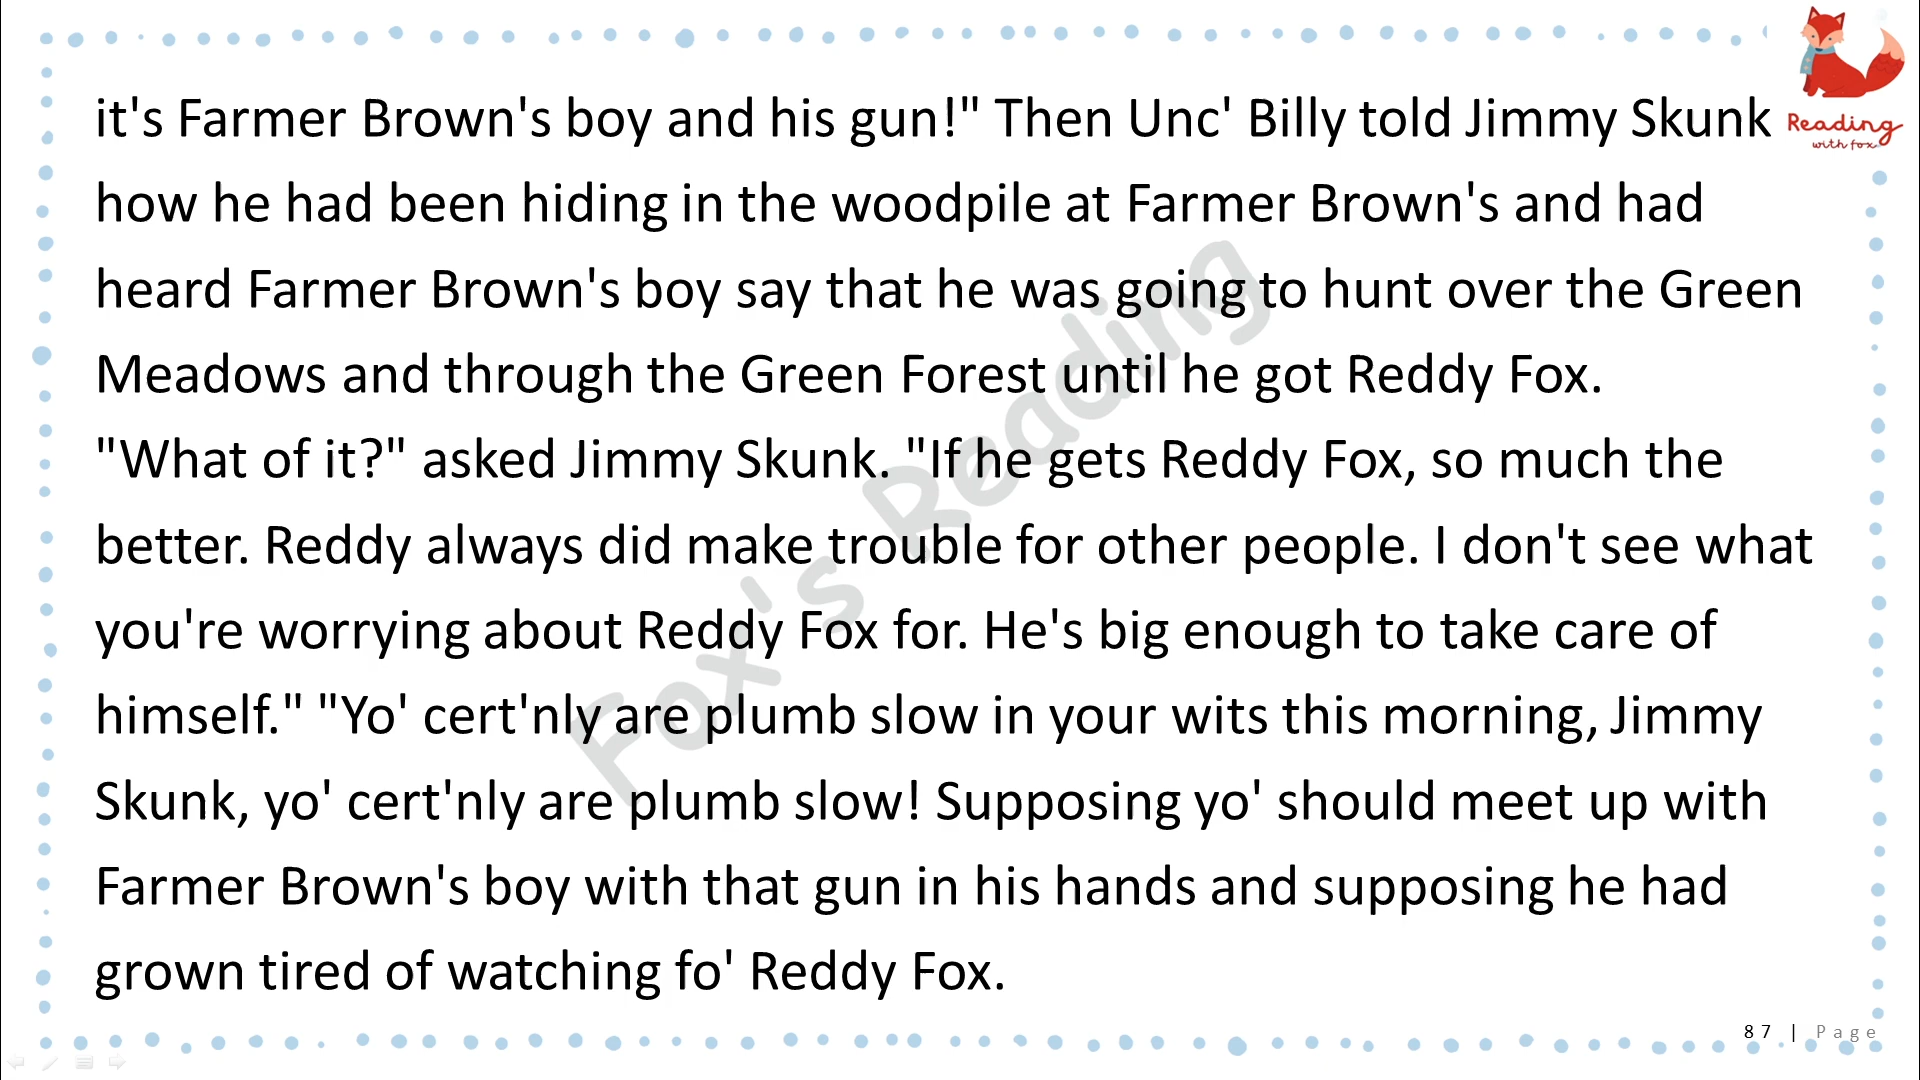 it's Farmer Brown's boy and his gun!" Then Unc' Billy told Jimmy Skunk
how he had been hiding in the woodpile at Farmer Brown's and had
heard Farmer Brown's boy say that he was going to hunt over the Green
Meadows and through the Green Forest until he got Reddy Fox.
"What of it?" asked Jimmy Skunk. "If he gets Reddy Fox, so much the
better. Reddy always did make trouble for other people. I don't see what
you're worrying about Reddy Fox for. He's big enough to take care of
himself." "Yo' cert'nly are plumb slow in your wits this morning, Jimmy
Skunk, yo' cert'nly are plumb slow! Supposing yo' should meet up with
Farmer Brown's boy with that gun in his hands and supposing he had
grown tired of watching fo' Reddy Fox.
Reading
with fox
Fox's Reading
87 | Page